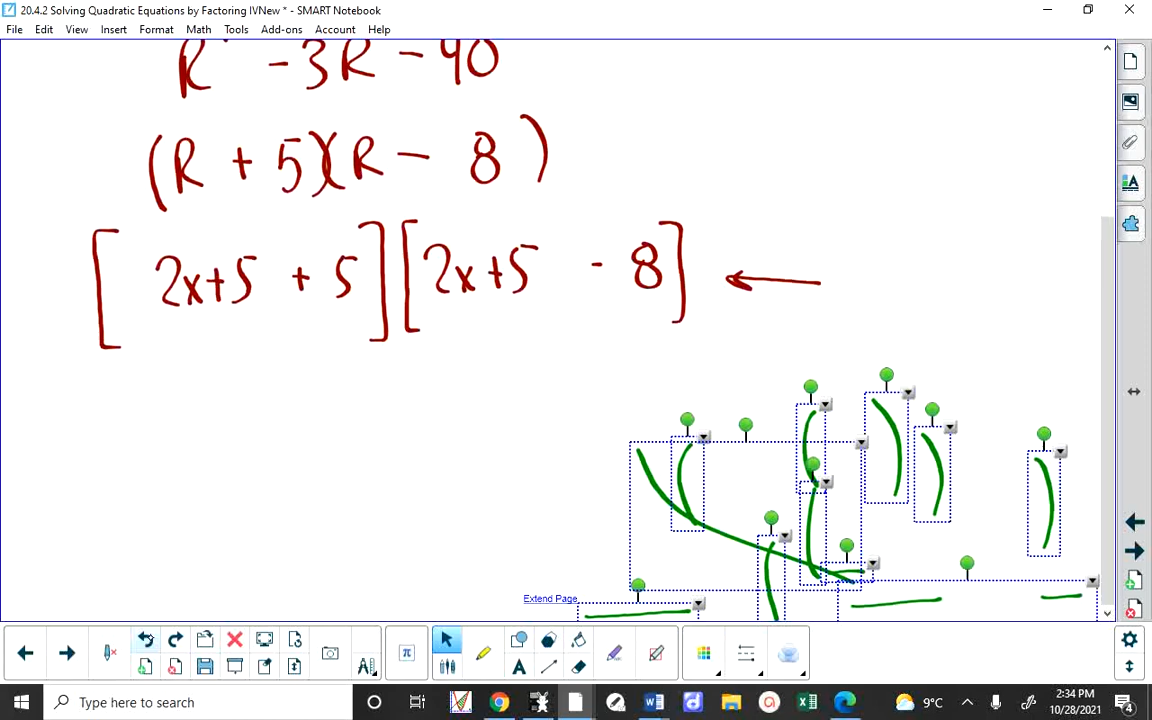 20.4.2 Solving Quadratic Equations by Factoring IVNew * - SMART Notebook
File Edit View Insert Format Math Tools Add-ons Account Help
R² - 3R - 40
(R + 5)(R - 8)
[2x+5 + 5][2x+5 - 8] ←
Extend Page
π
A
Type here to search
9°C
2:34 PM
10/28/2021
4